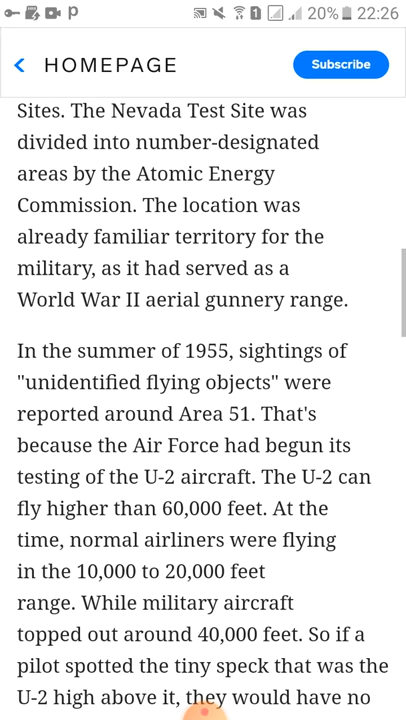 p 1 20% 22:26
HOMEPAGE
Subscribe
Sites. The Nevada Test Site was
divided into number-designated
areas by the Atomic Energy
Commission. The location was
already familiar territory for the
military, as it had served as a
World War II aerial gunnery range.
In the summer of 1955, sightings of
"unidentified flying objects" were
reported around Area 51. That's
because the Air Force had begun its
testing of the U-2 aircraft. The U-2 can
fly higher than 60,000 feet. At the
time, normal airliners were flying
in the 10,000 to 20,000 feet
range. While military aircraft
topped out around 40,000 feet. So if a
pilot spotted the tiny speck that was the
U-2 high above it, they would have no